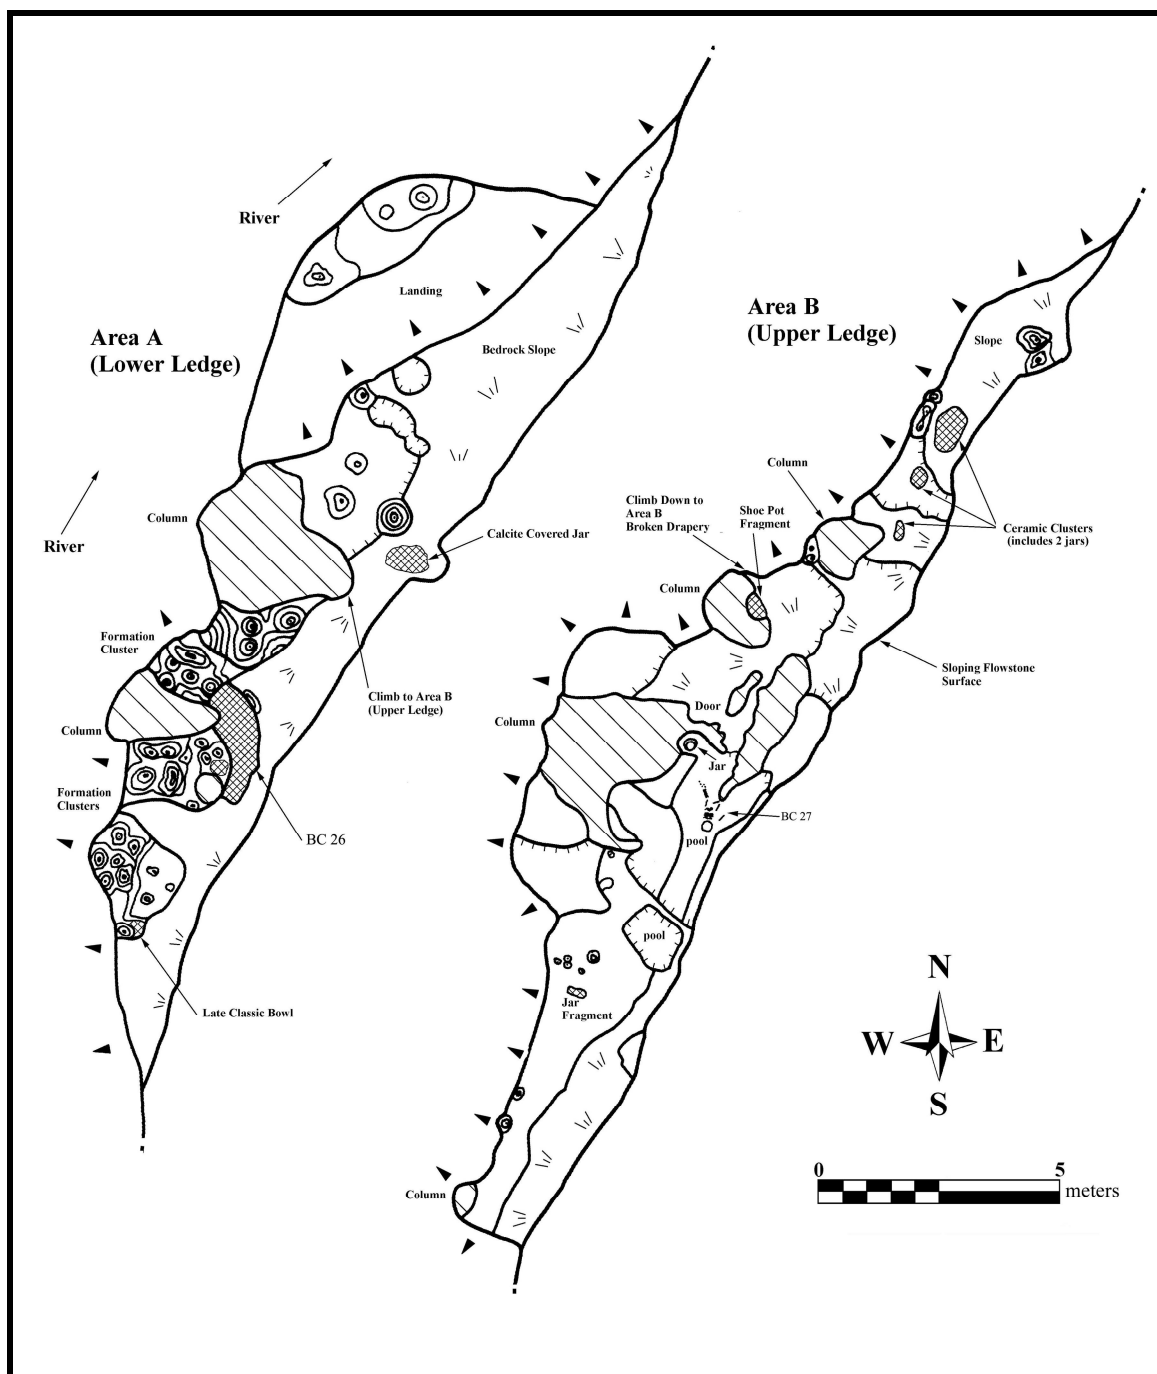 River
Landing
Area A
(Lower Ledge)
Bedrock Slope
Column
River
Calcite Covered Jar
Formation
Cluster
Climb to Area B
(Upper Ledge)
Column
Formation
Clusters
BC 26
Late Classic Bowl
Area B
(Upper Ledge)
Slope
Column
Climb Down to
Area B
Broken Drapery
Shoe Pot
Fragment
Ceramic Clusters
(includes 2 jars)
Column
Sloping Flowstone
Surface
Door
Column
Jar
BC 27
pool
pool
Jar
Fragment
Column
N
W
E
S
0
5
meters